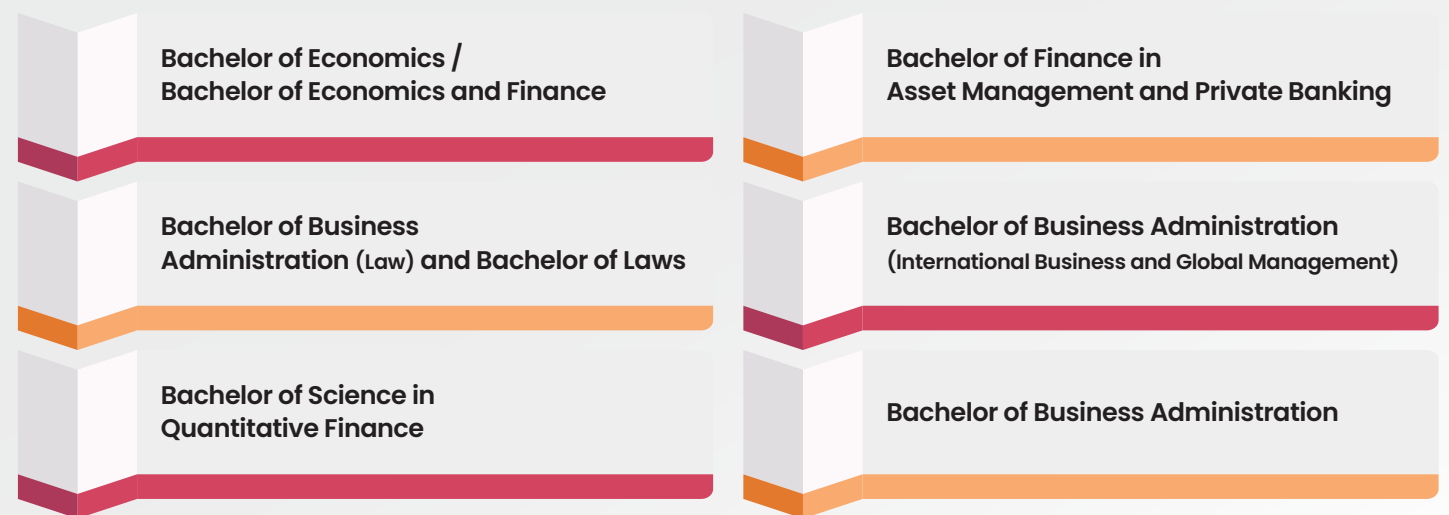 Bachelor of Economics /
Bachelor of Economics and Finance
Bachelor of Finance in
Asset Management and Private Banking
Bachelor of Business
Administration (Law) and Bachelor of Laws
Bachelor of Business Administration
(International Business and Global Management)
Bachelor of Science in
Quantitative Finance
Bachelor of Business Administration